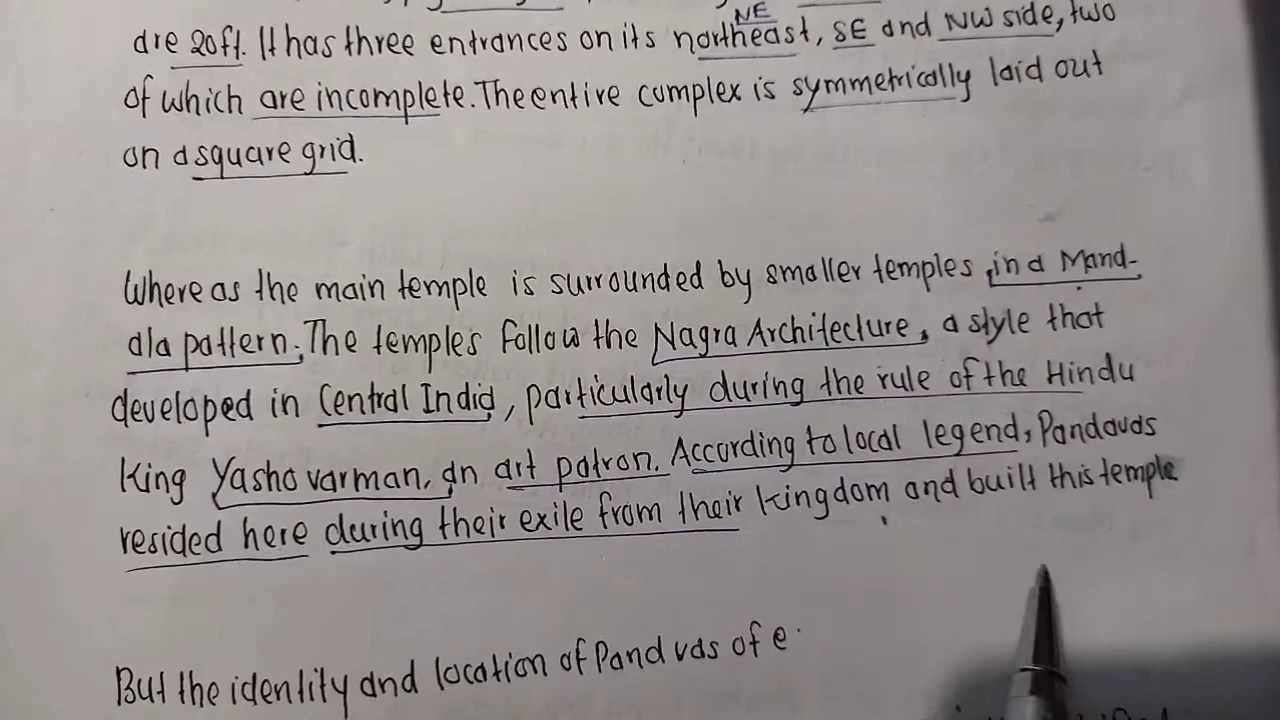 are 20ft. It has three entrances on its northeast, SE and NW side, two
NE
of which are incomplete. The entire complex is symmetrically laid out
on a square grid.
Where as the main temple is surrounded by smaller temples in a Mand-
ala pattern. The temples follow the Nagra Architecture, a style that
developed in Central India, particularly during the rule of the Hindu
King Yashovarman, an art patron. According to local legend, Pandavas
resided here during their exile from their kingdom and built this temple
But the identity and location of Pandvas of e